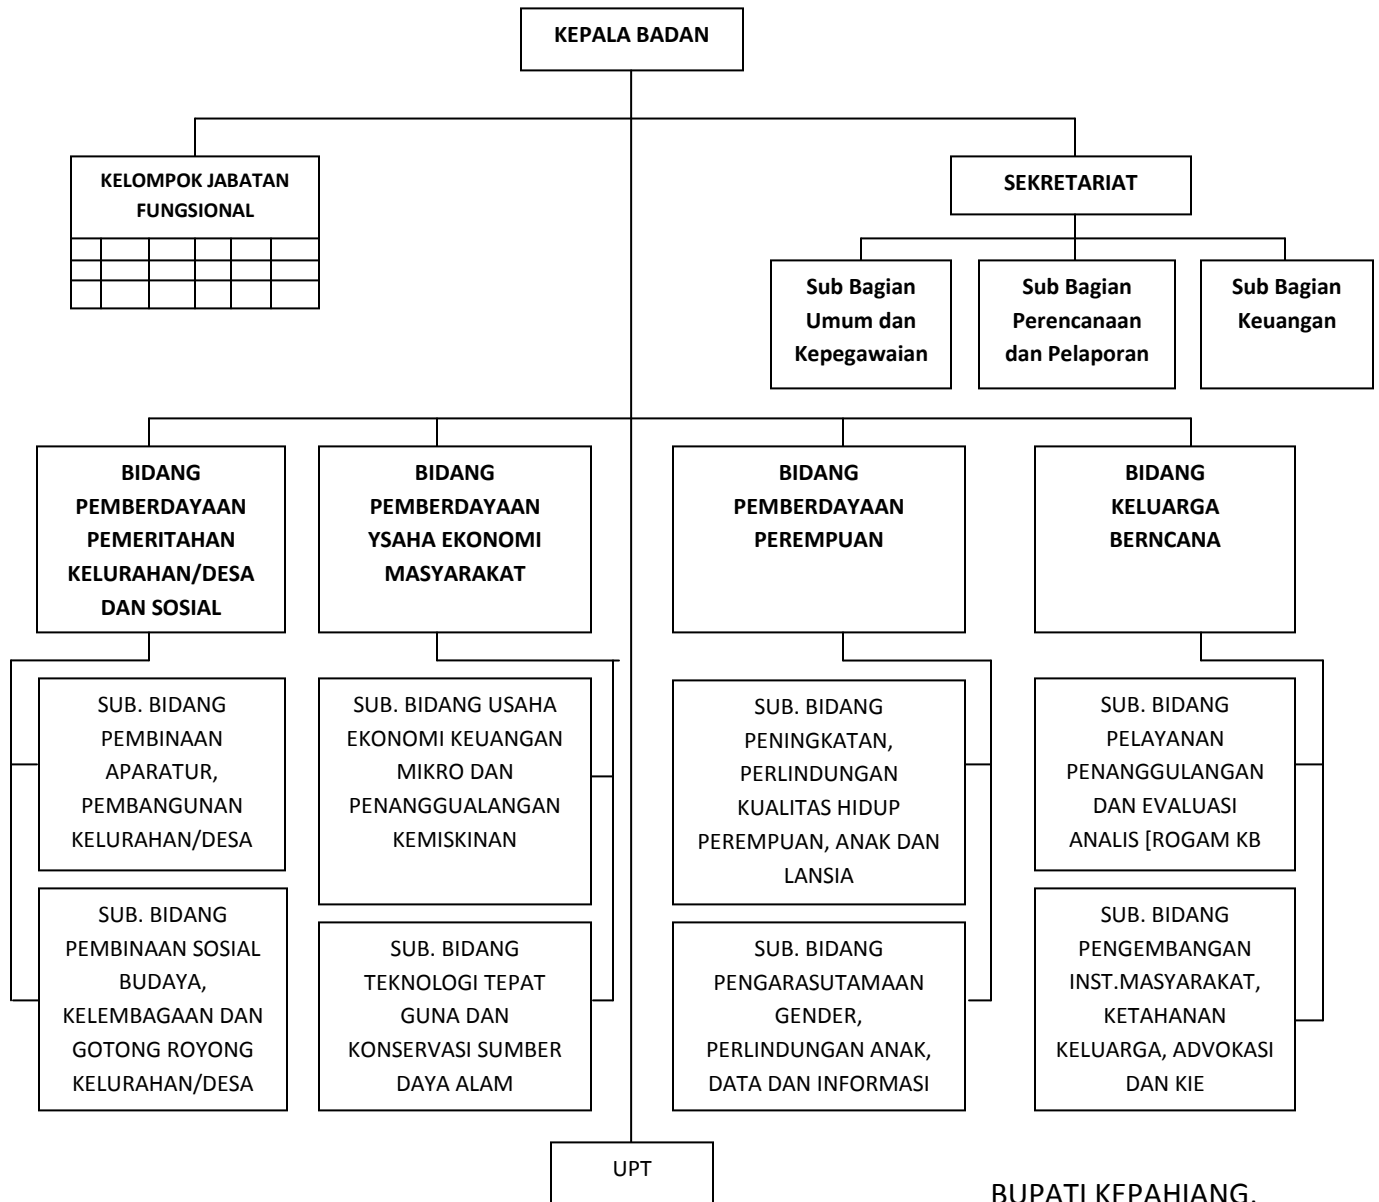 KEPALA BADAN
KELOMPOK JABATAN
FUNGSIONAL
SEKRETARIAT
Sub Bagian
Umum dan
Kepegawaian
Sub Bagian
Perencanaan
dan Pelaporan
Sub Bagian
Keuangan
BIDANG
PEMBERDAYAAN
PEMERITAHAN
KELURAHAN/DESA
DAN SOSIAL
BIDANG
PEMBERDAYAAN
YSAHA EKONOMI
MASYARAKAT
BIDANG
PEMBERDAYAAN
PEREMPUAN
BIDANG
KELUARGA
BERNCANA
SUB. BIDANG
PEMBINAAN
APARATUR,
PEMBANGUNAN
KELURAHAN/DESA
SUB. BIDANG USAHA
EKONOMI KEUANGAN
MIKRO DAN
PENANGGUALANGAN
KEMISKINAN
SUB. BIDANG
PENINGKATAN,
PERLINDUNGAN
KUALITAS HIDUP
PEREMPUAN, ANAK DAN
LANSIA
SUB. BIDANG
PELAYANAN
PENANGGULANGAN
DAN EVALUASI
ANALIS [ROGAM KB
SUB. BIDANG
PEMBINAAN SOSIAL
BUDAYA,
KELEMBAGAAN DAN
GOTONG ROYONG
KELURAHAN/DESA
SUB. BIDANG
TEKNOLOGI TEPAT
GUNA DAN
KONSERVASI SUMBER
DAYA ALAM
SUB. BIDANG
PENGARASUTAMAAN
GENDER,
PERLINDUNGAN ANAK,
DATA DAN INFORMASI
SUB. BIDANG
PENGEMBANGAN
INST.MASYARAKAT,
KETAHANAN
KELUARGA, ADVOKASI
DAN KIE
UPT
BUPATI KEPAHIANG,